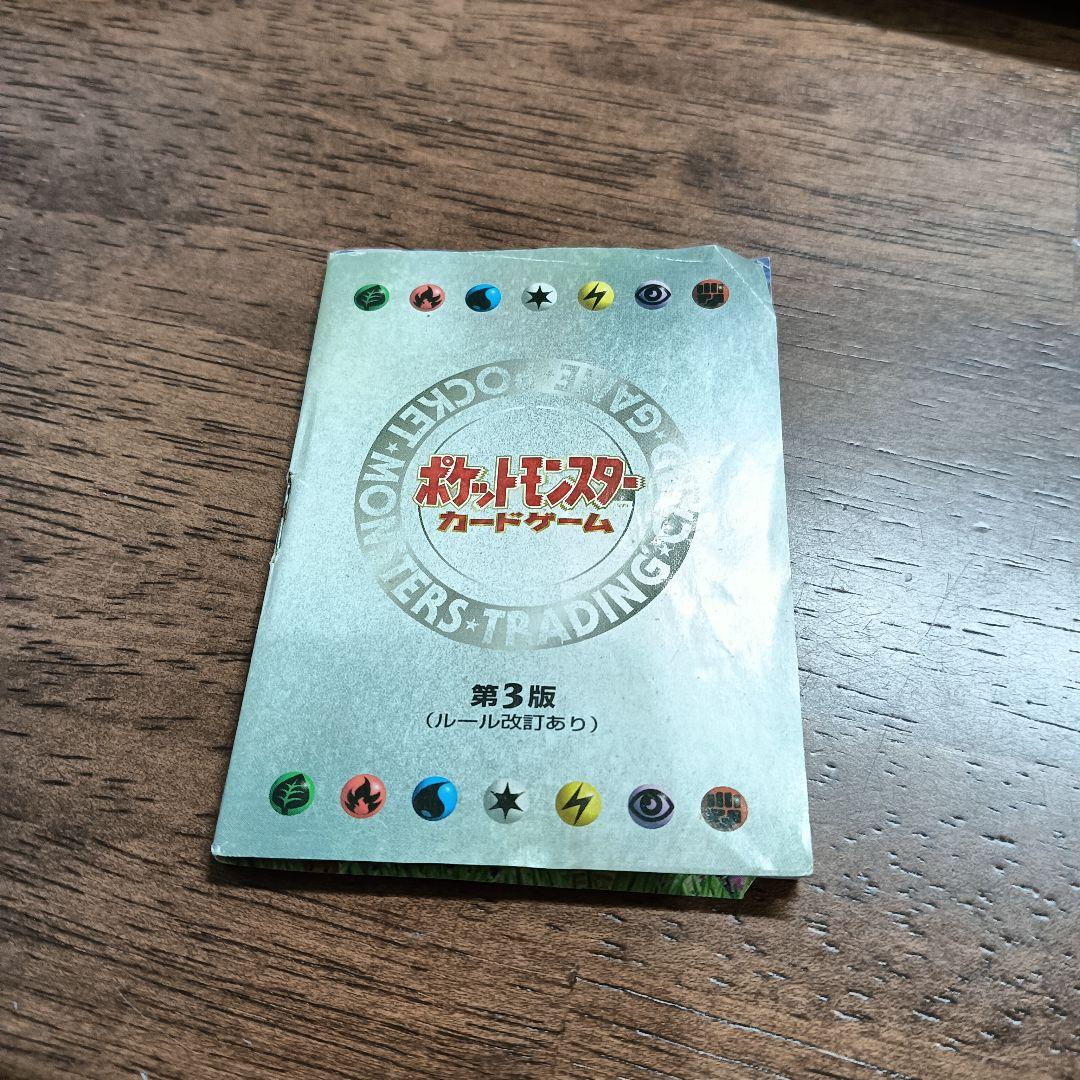 POCKET★MONSTERS★TRADING★CARD★GAME
ポケットモンスター
カードゲーム
第3版
(ルール改訂あり)